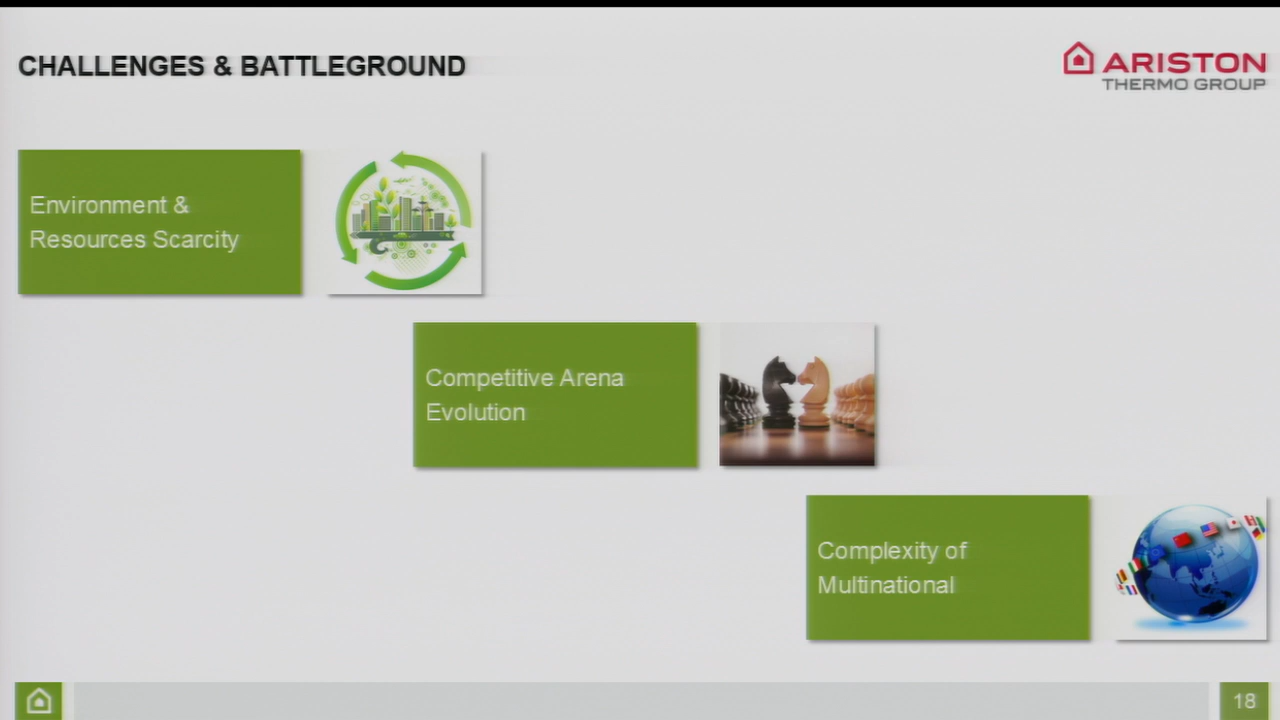 CHALLENGES & BATTLEGROUND
ARISTON
THERMO GROUP
Environment &
Resources Scarcity
Competitive Arena
Evolution
Complexity of
Multinational
18